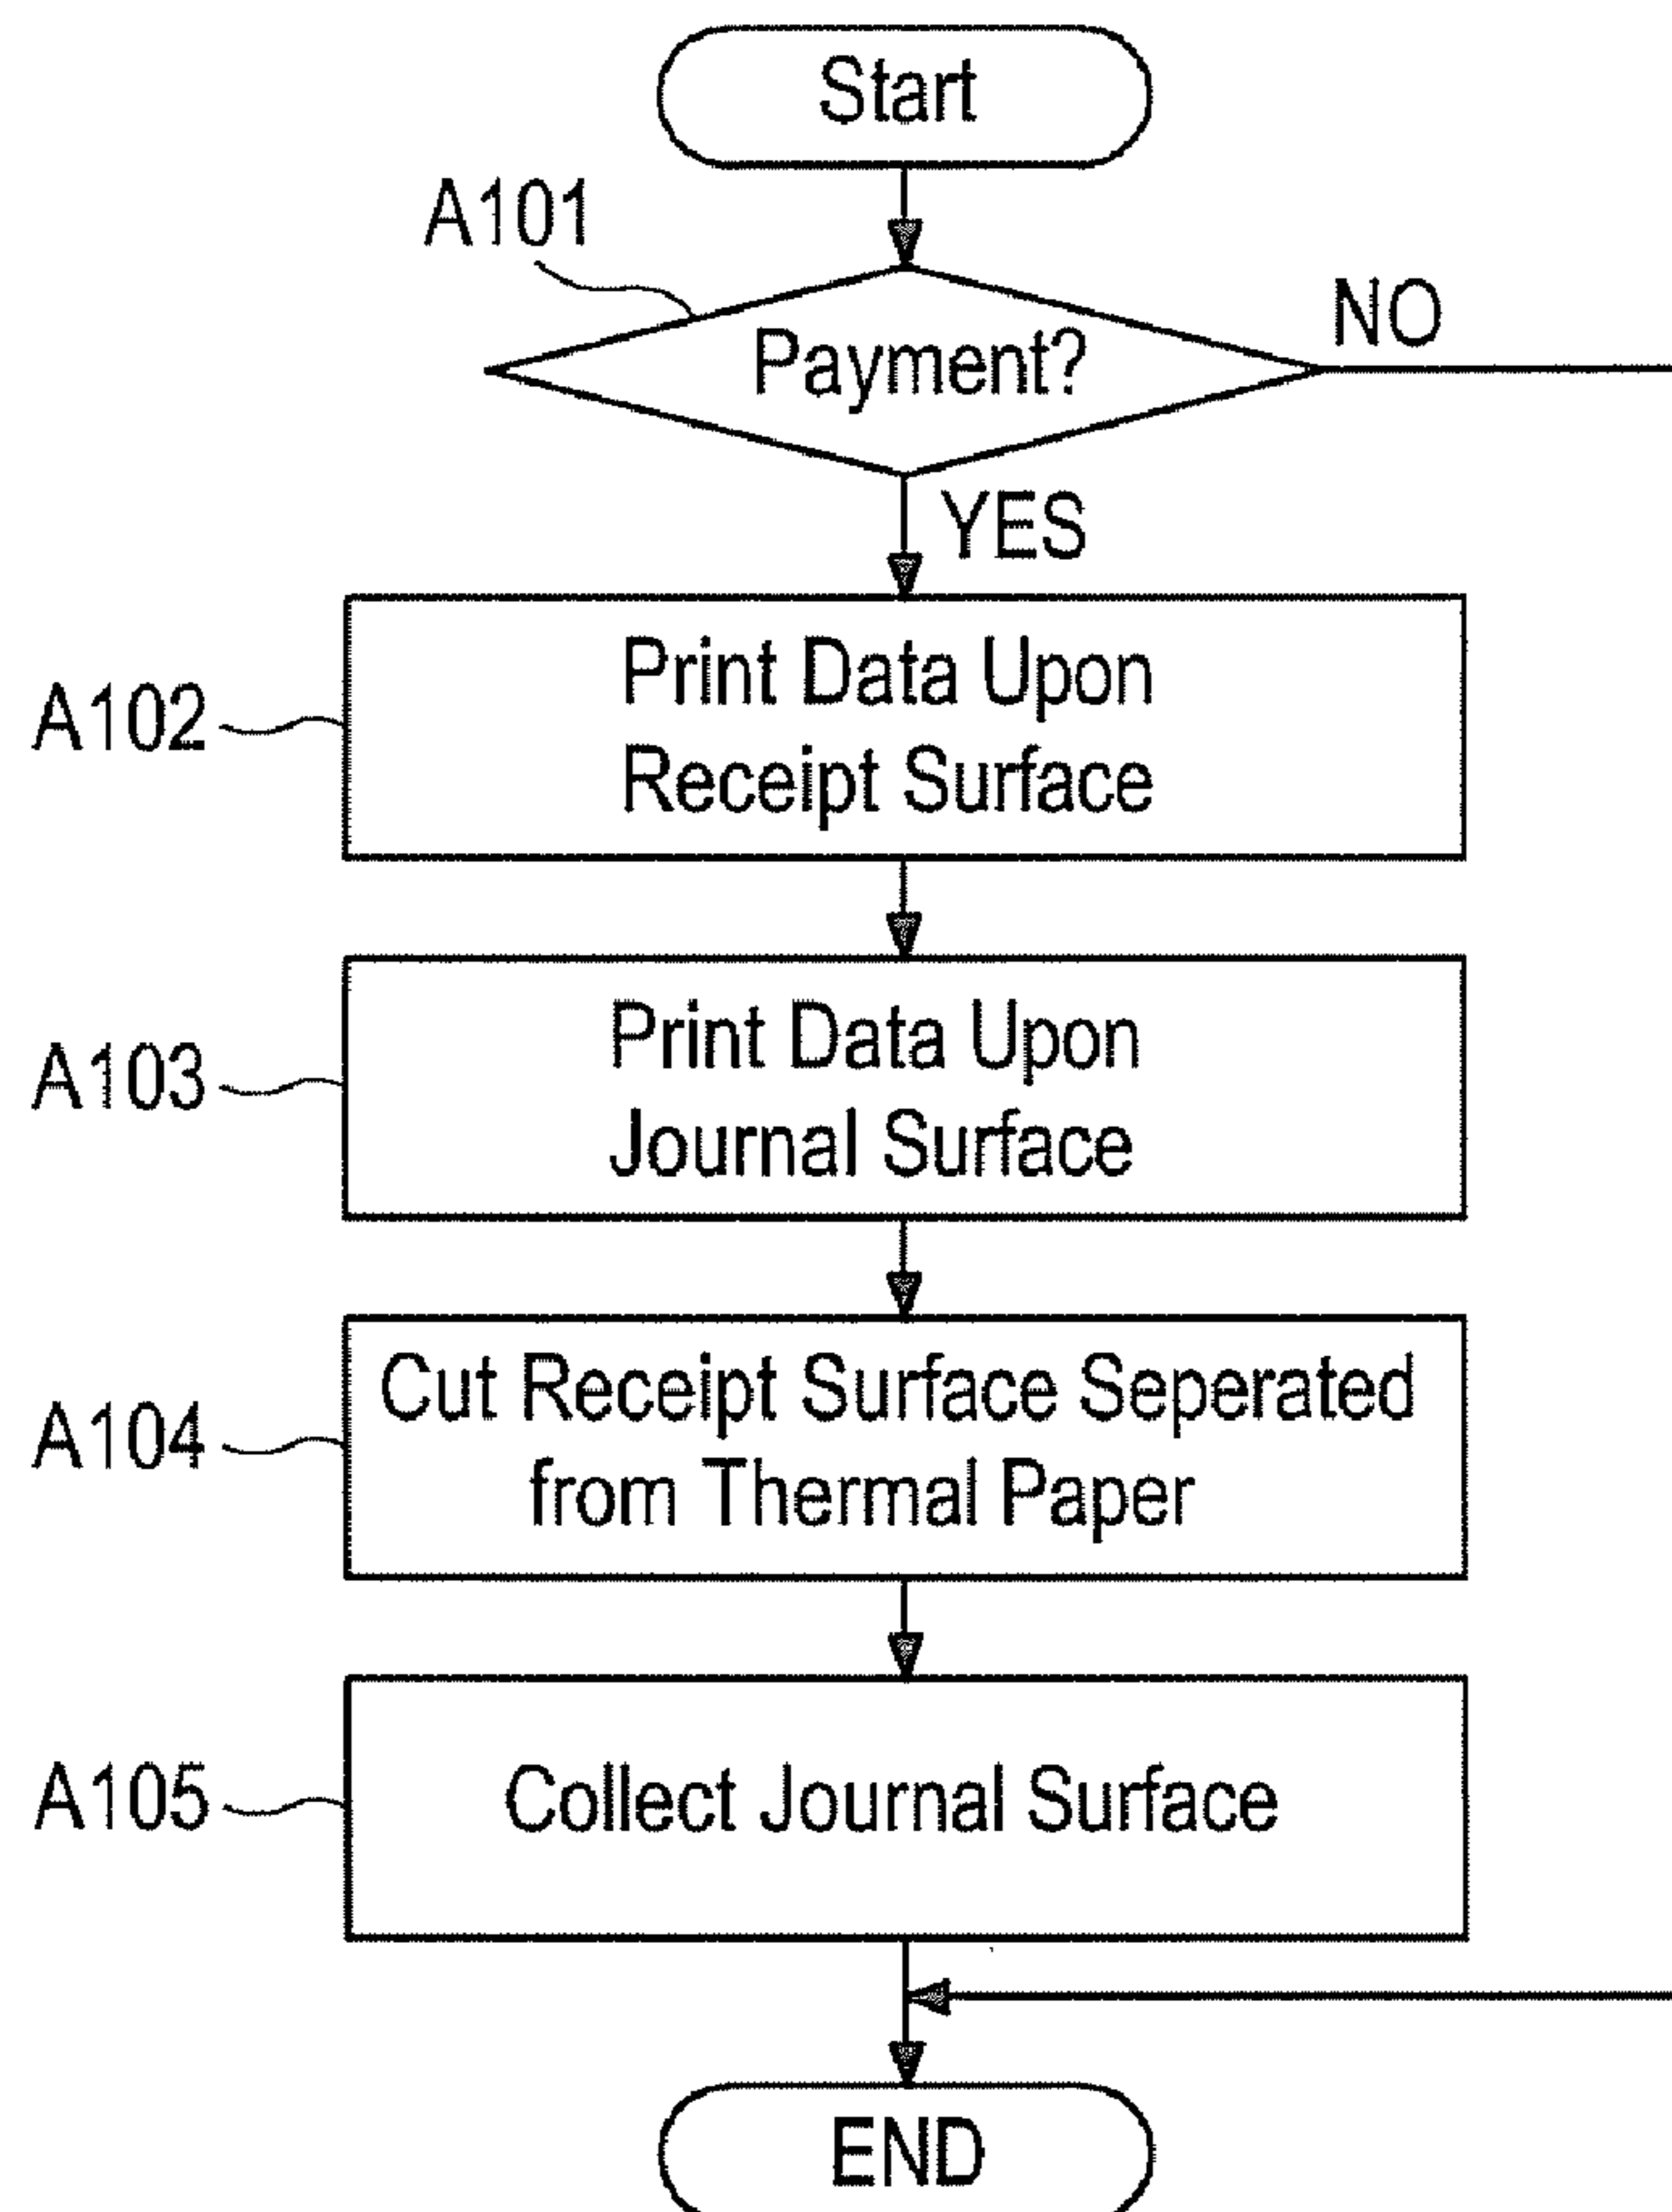 Start
A101
Payment?
NO
YES
A102
Print Data Upon
Receipt Surface
A103
Print Data Upon
Journal Surface
A104
Cut Receipt Surface Seperated
from Thermal Paper
A105
Collect Journal Surface
END